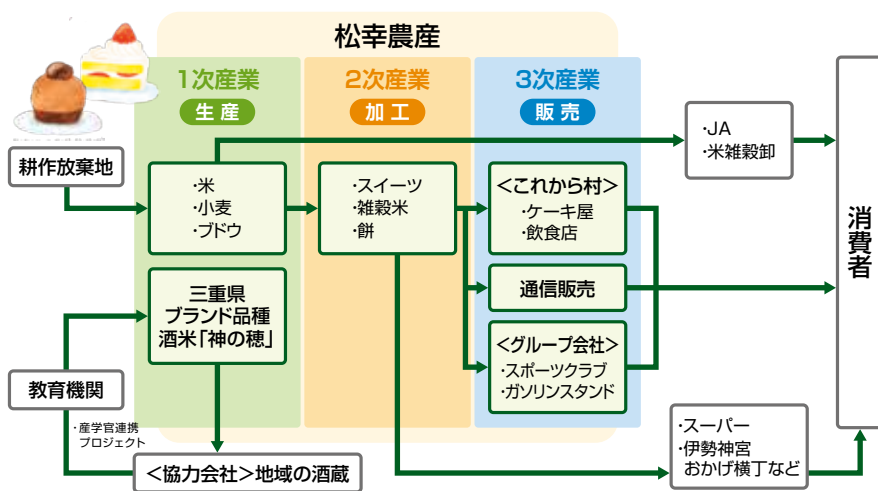 松幸農産
1次産業
生産
2次産業
加工
3次産業
販売
耕作放棄地
・米
・小麦
・ブドウ
・スイーツ
・雑穀米
・餅
＜これから村＞
・ケーキ屋
・飲食店
・JA
・米雑穀卸
消費者
三重県
ブランド品種
酒米「神の穂」
通信販売
＜グループ会社＞
・スポーツクラブ
・ガソリンスタンド
教育機関
・産学官連携
プロジェクト
＜協力会社＞地域の酒蔵
・スーパー
・伊勢神宮
おかげ横丁など